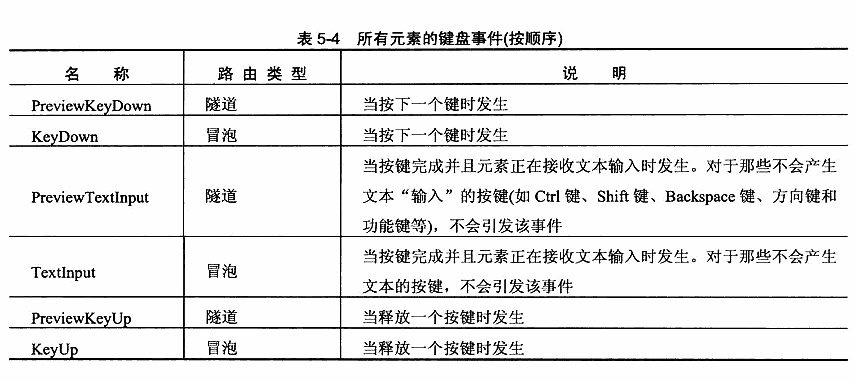 表 5-4 所有元素的键盘事件(按顺序)
名 称 路 由 类 型 说 明
PreviewKeyDown 隧道 当按下一个键时发生
KeyDown 冒泡 当按下一个键时发生
当按键完成并且元素正在接收文本输入时发生。对于那些不会产生
PreviewTextInput 隧道 文本“输入”的按键(如 Ctrl 键、Shift 键、Backspace 键、方向键和
功能键等)，不会引发该事件
当按键完成并且元素正在接收文本输入时发生。对于那些不会产生
TextInput 冒泡 文本的按键，不会引发该事件
PreviewKeyUp 隧道 当释放一个按键时发生
KeyUp 冒泡 当释放一个按键时发生